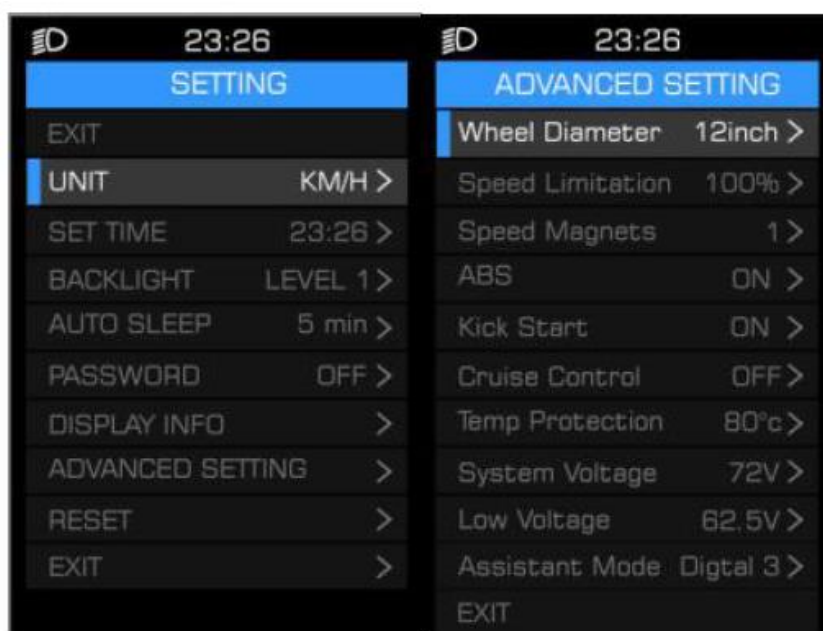 23:26
SETTING
EXIT
UNIT KM/H >
SET TIME 23:26 >
BACKLIGHT LEVEL 1 >
AUTO SLEEP 5 min >
PASSWORD OFF >
DISPLAY INFO >
ADVANCED SETTING >
RESET >
EXIT >
23:26
ADVANCED SETTING
Wheel Diameter 12inch >
Speed Limitation 100% >
Speed Magnets 1 >
ABS ON >
Kick Start ON >
Cruise Control OFF >
Temp Protection 80°c >
System Voltage 72V >
Low Voltage 62.5V >
Assistant Mode Digtal 3 >
EXIT